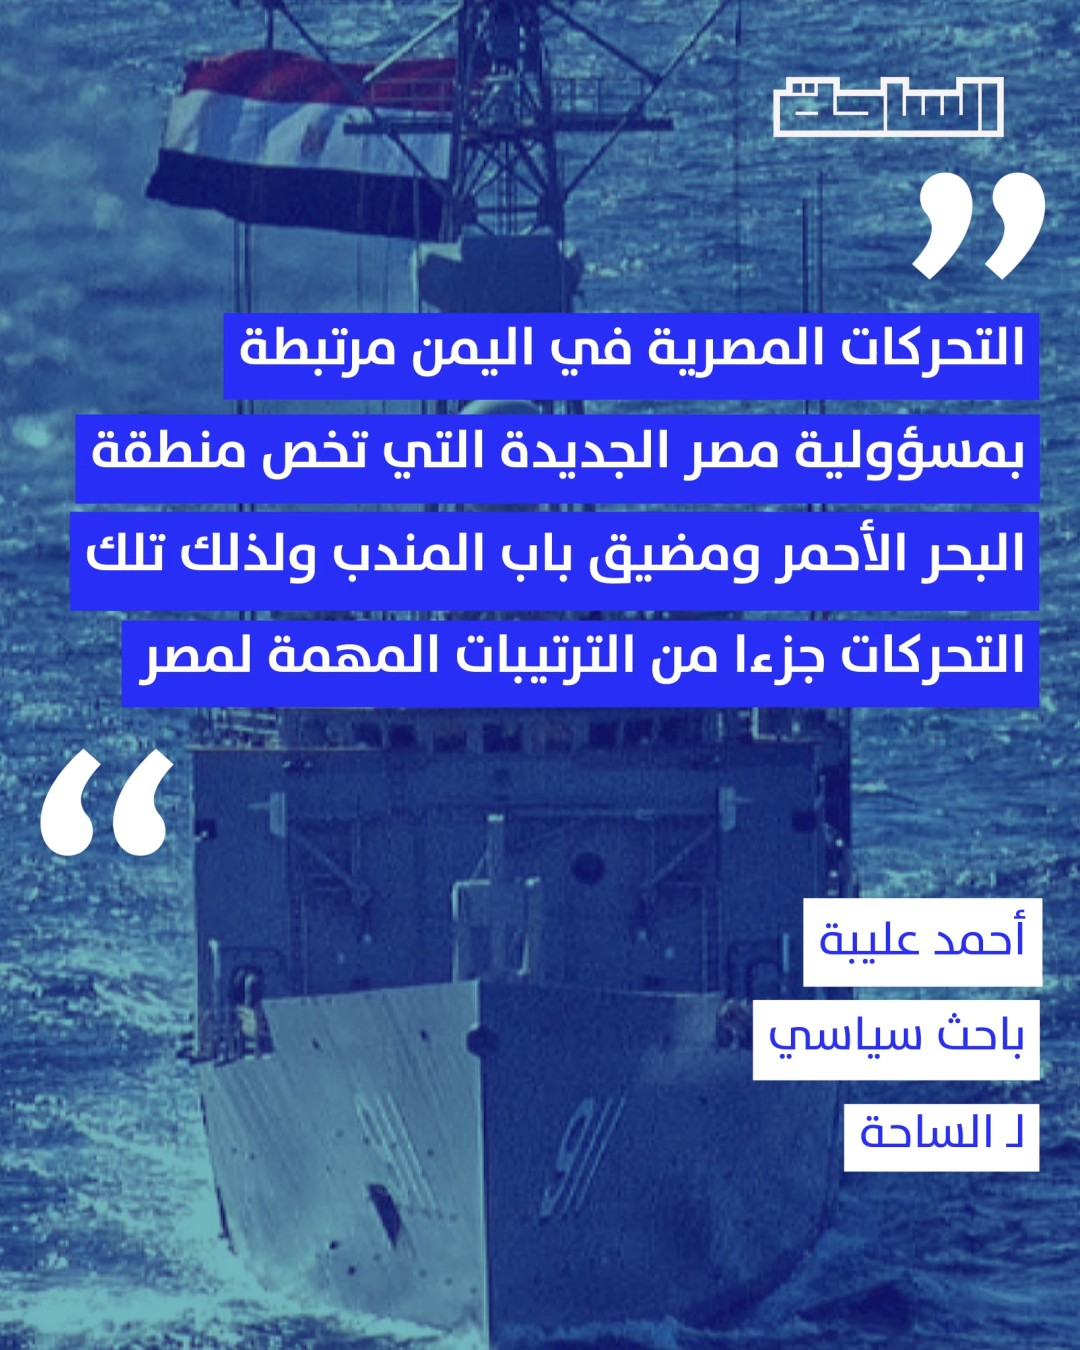 التحركات المصرية في اليمن مرتبطة
بمسؤولية مصر الجديدة التي تخص منطقة
البحر الأحمر ومضيق باب المندب ولذلك تلك
التحركات جزءا من الترتيبات المهمة لمصر
أحمد عليبة
باحث سياسي
لـ الساحة
911